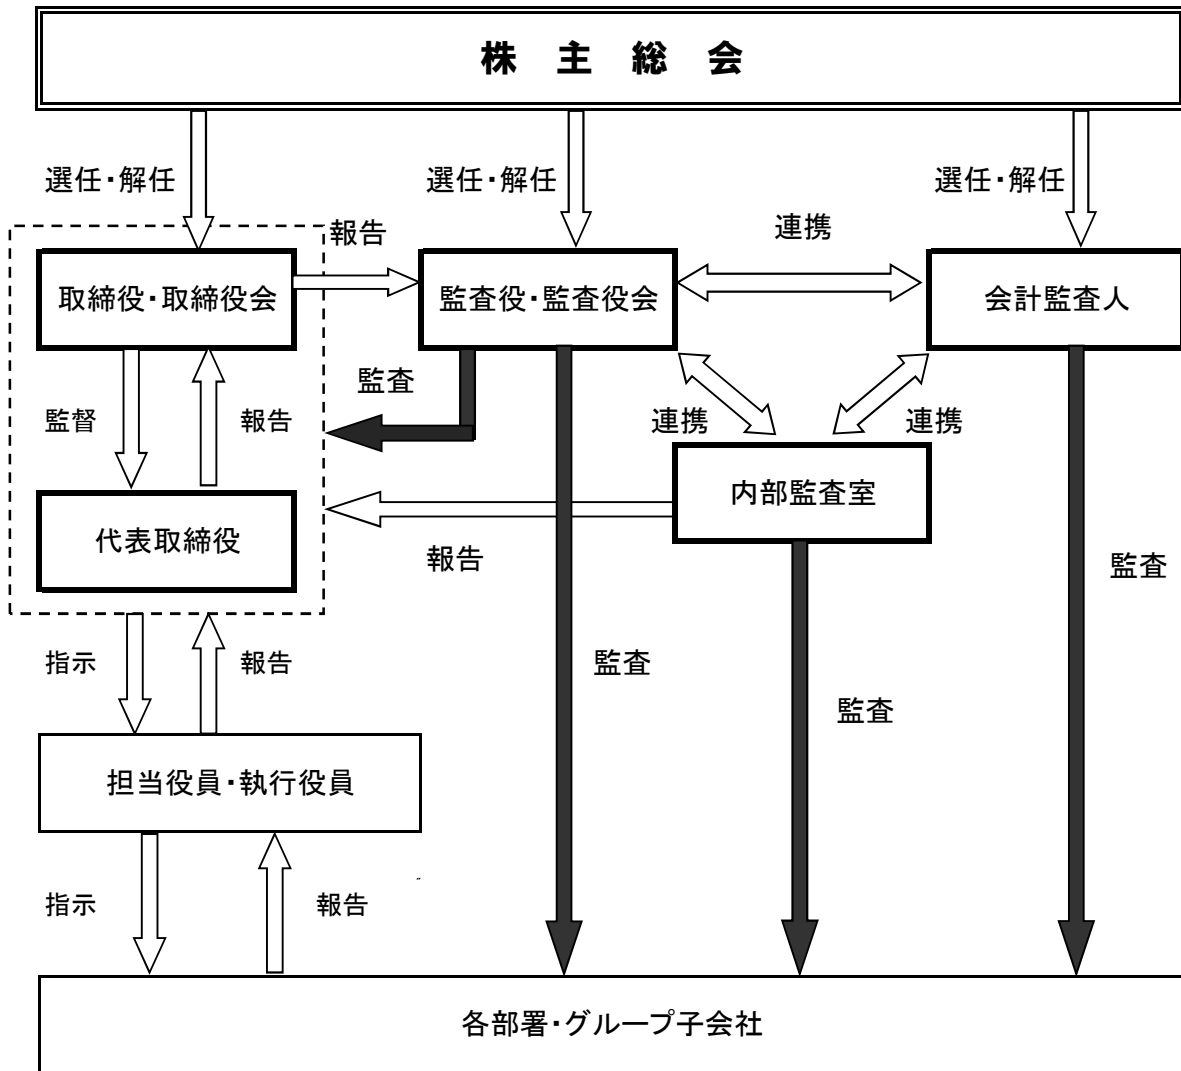 株 主 総 会
選任・解任
選任・解任
選任・解任
報告
連携
取締役・取締役会
監査役・監査役会
会計監査人
監督
報告
監査
連携
連携
代表取締役
内部監査室
報告
監査
指示
報告
監査
監査
担当役員・執行役員
指示
報告
各部署・グループ子会社